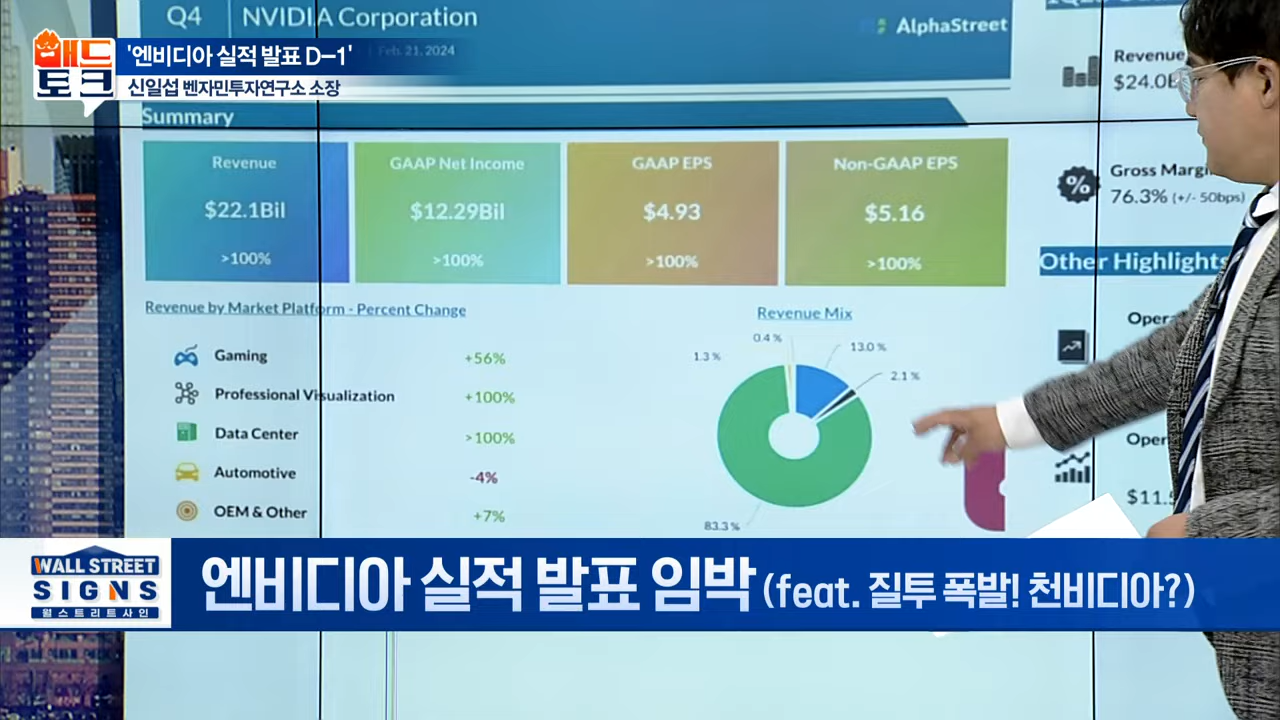 Q4 NVIDIA Corporation
Feb. 21, 2024
AlphaStreet
매드
토크
'엔비디아 실적 발표 D-1'
신일섭 벤자민투자연구소 소장
Summary
Revenue
$22.1Bil
>100%
GAAP Net Income
$12.29Bil
>100%
GAAP EPS
$4.93
>100%
Non-GAAP EPS
$5.16
>100%
Revenue by Market Platform - Percent Change
Gaming +56%
Professional Visualization +100%
Data Center >100%
Automotive -4%
OEM & Other +7%
Revenue Mix
0.4 %
1.3 %
13.0 %
2.1 %
83.3 %
Revenue
$24.0
Gross Margi
76.3% (+/- 50bps)
Other Highlights
Oper
Oper
$11.
WALL STREET
SIGNS
월스트리트사인
엔비디아 실적 발표 임박 (feat. 질투 폭발! 천비디아?)